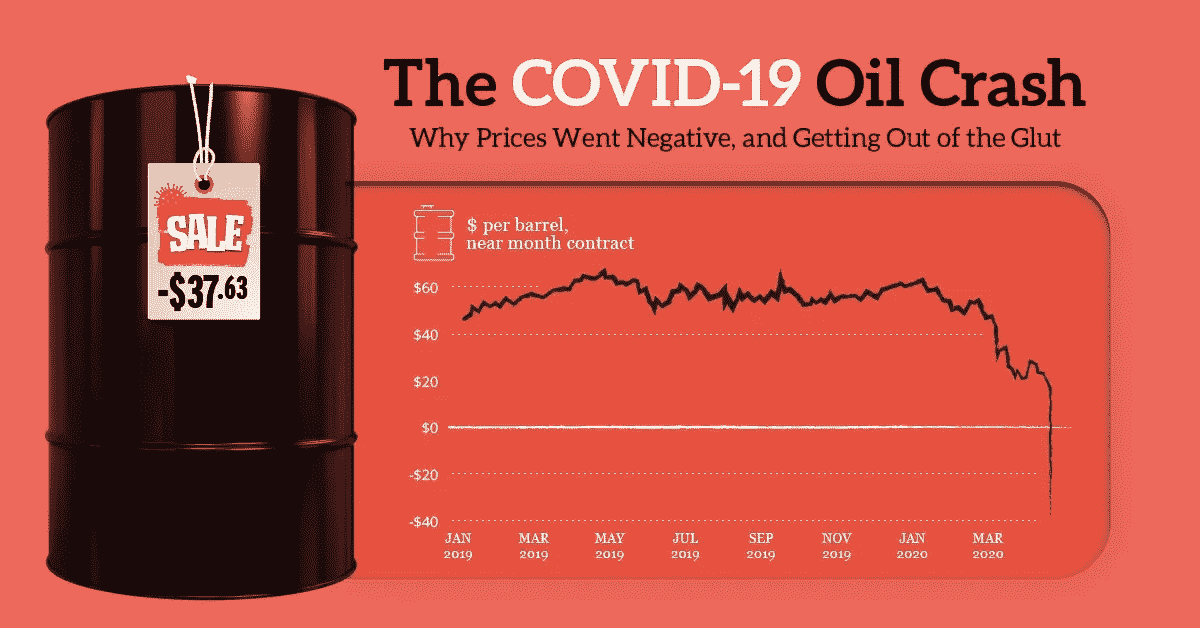 The COVID-19 Oil Crash
Why Prices Went Negative, and Getting Out of the Glut
SALE
-$37.63
$ per barrel,
near month contract
$60
$40
$20
$0
-$20
-$40
JAN MAR MAY JUL SEP NOV JAN MAR
2019 2019 2019 2019 2019 2019 2020 2020